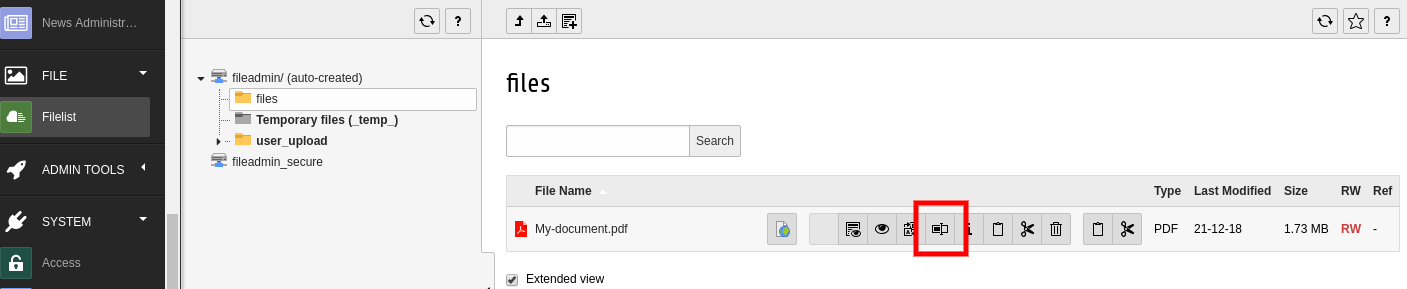 News Administr…
FILE
Filelist
ADMIN TOOLS
SYSTEM
Access
?
fileadmin/ (auto-created)
files
Temporary files (_temp_)
user_upload
fileadmin_secure
?
files
Search
File Name Type Last Modified Size RW Ref
My-document.pdf PDF 21-12-18 1.73 MB RW -
Extended view